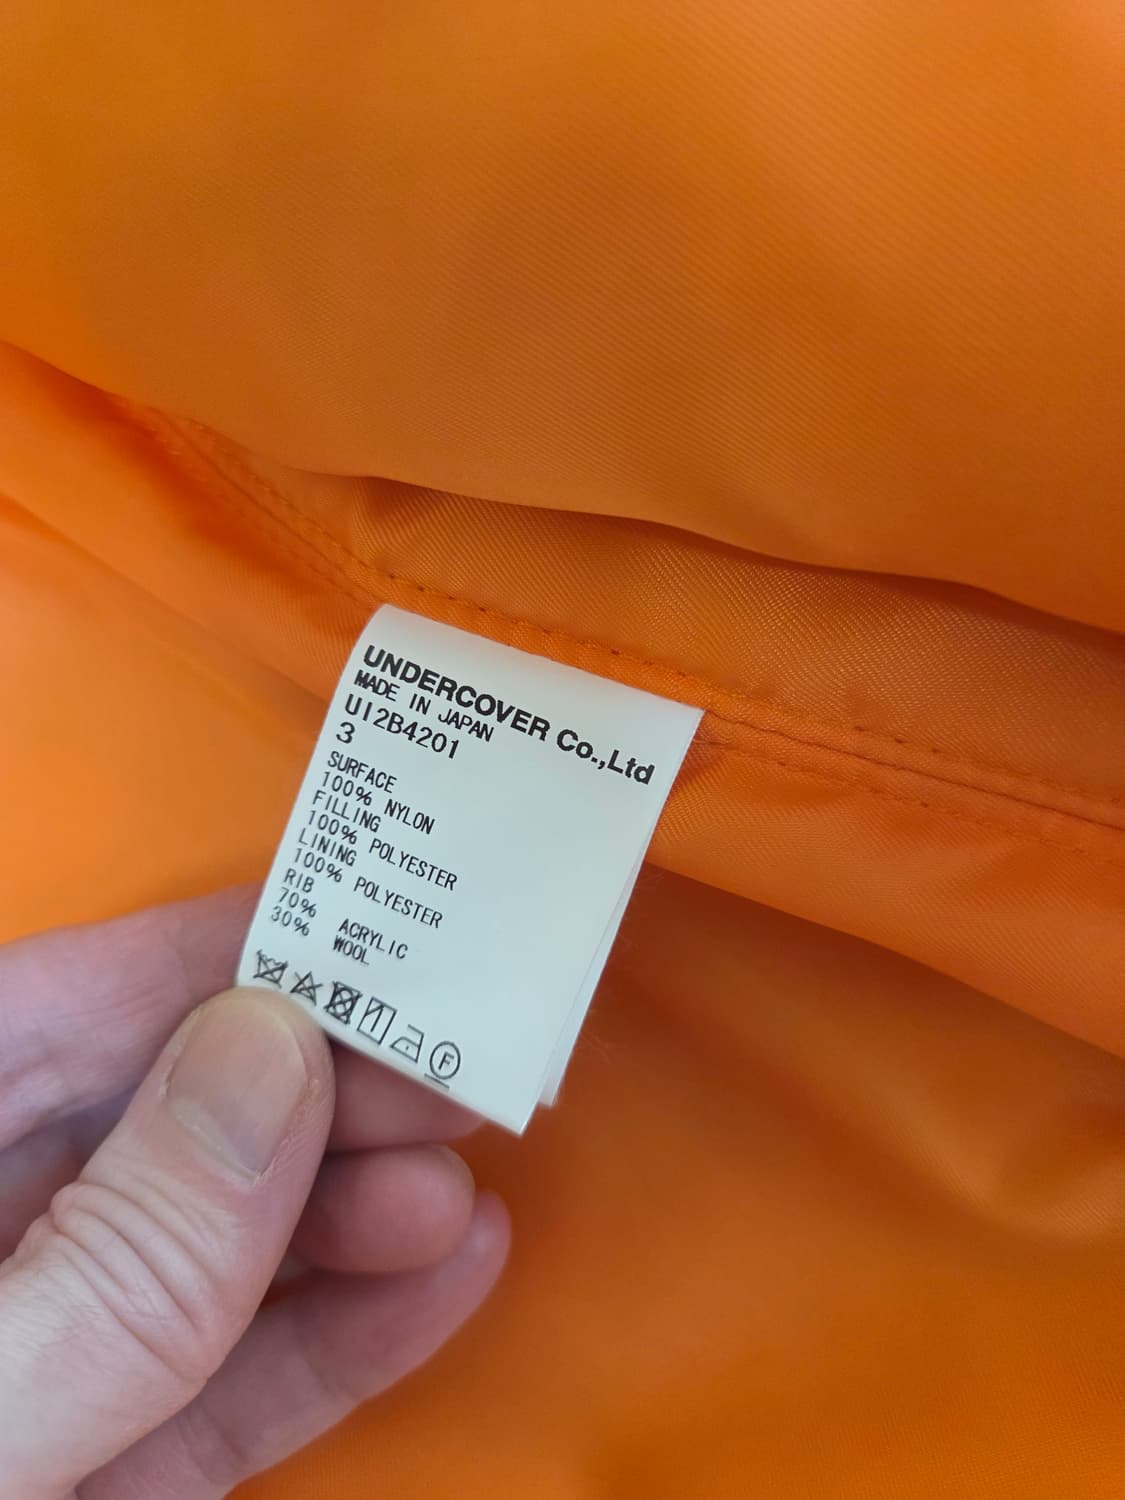 UNDERCOVER Co.,Ltd
MADE IN JAPAN
UI2B4201
3
SURFACE
100% NYLON
FILLING
100% POLYESTER
LINING
100% POLYESTER
RIB
70% ACRYLIC
30% WOOL
F